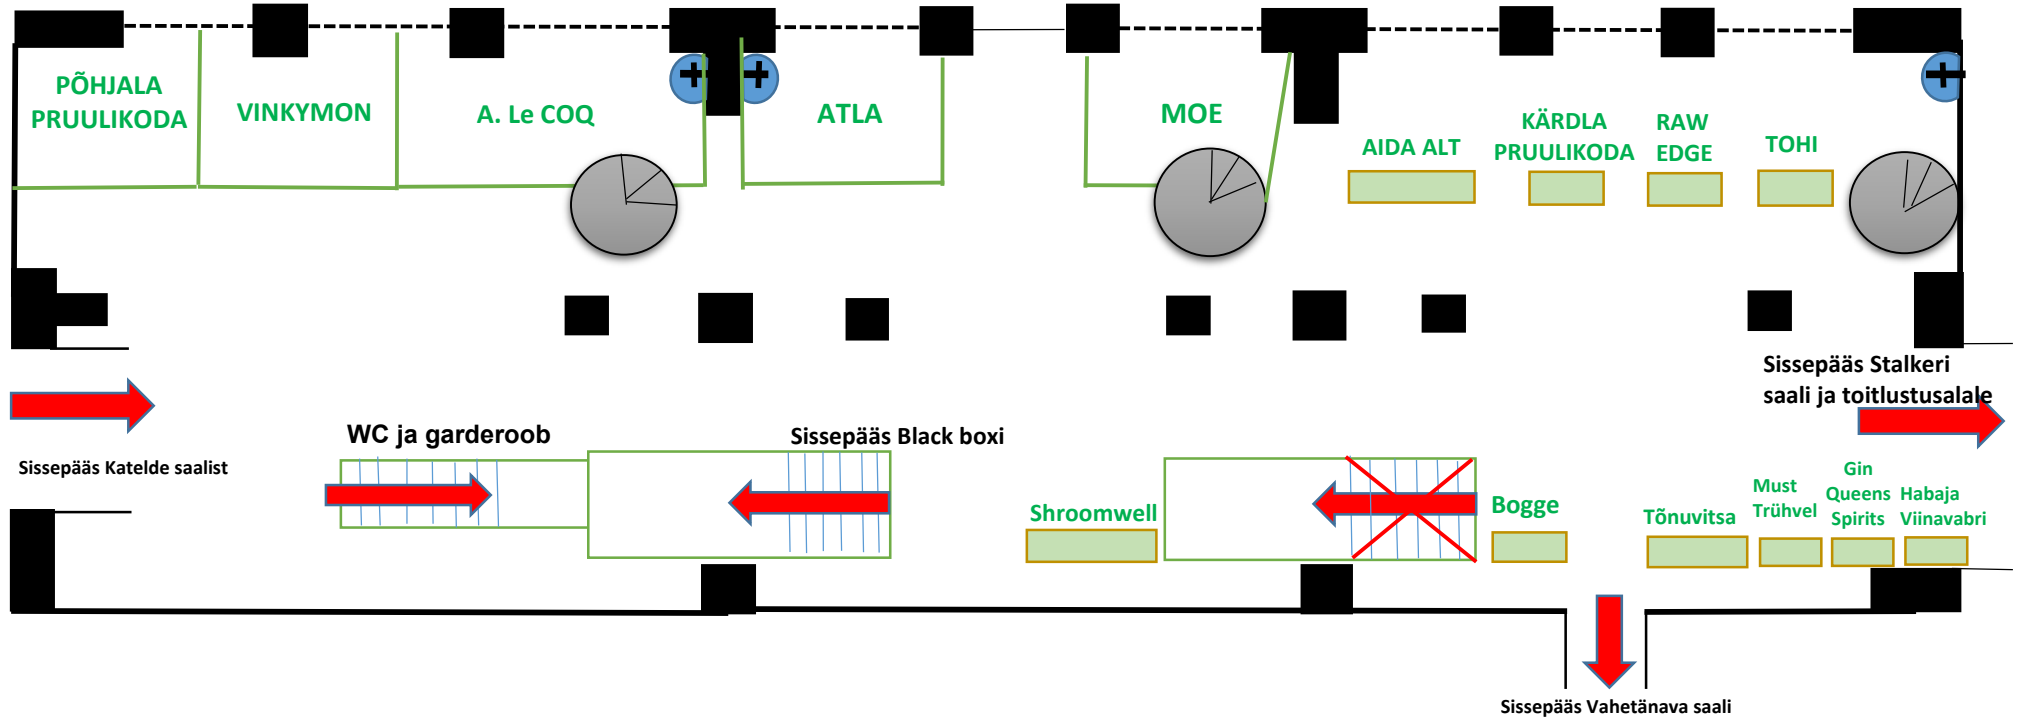 PÕHJALA
PRUULIKODA
VINKYMON
A. Le COQ
ATLA
MOE
AIDA ALT
KÄRDLA
PRUULIKODA
RAW
EDGE
TOHI
Sissepääs Stalkeri
saali ja toitlustusalale
WC ja garderoob
Sissepääs Black boxi
Sissepääs Katelde saalist
Shroomwell
Bogge
Tõnuvitsa
Must
Trühvel
Gin
Queens
Spirits
Habaja
Viinavabri
Sissepääs Vahetänava saali